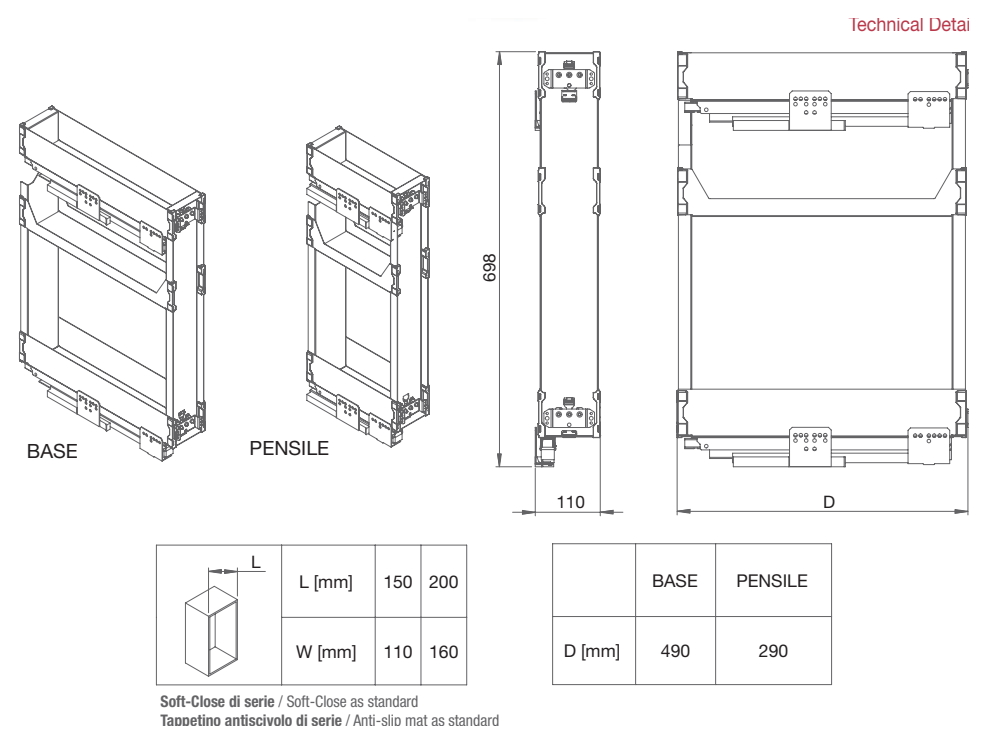 Technical Detai
698
BASE
PENSILE
110
D
L
L [mm] 150 200
W [mm] 110 160
BASE PENSILE
D [mm] 490 290
Soft-Close di serie / Soft-Close as standard
Tappetino antiscivolo di serie / Anti-slip mat as standard